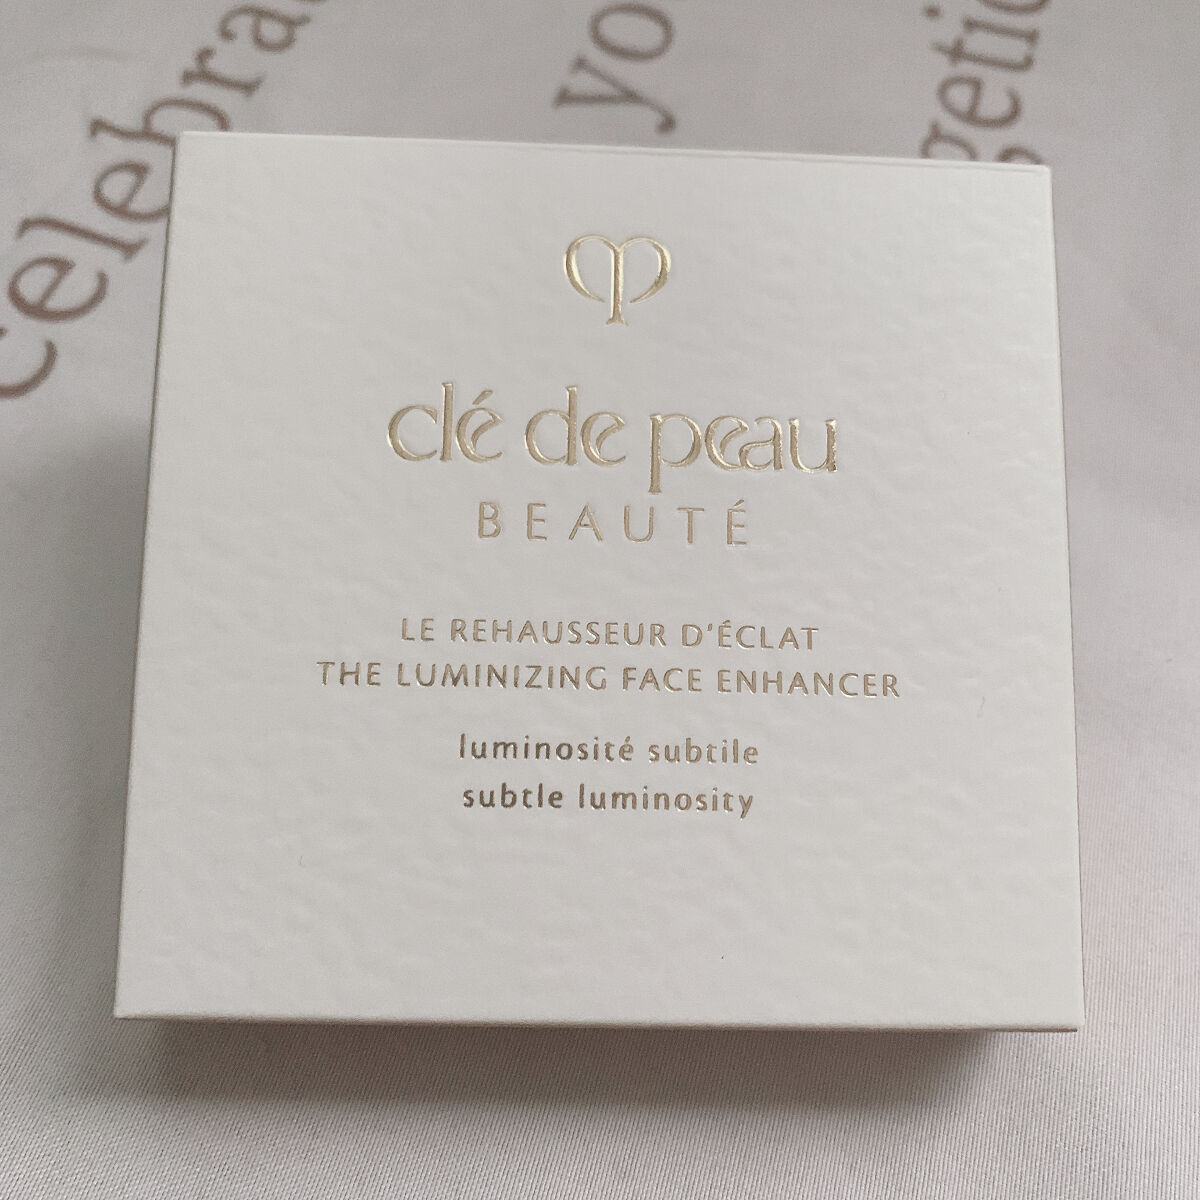 clé de peau
BEAUTÉ
LE REHAUSSEUR D'ÉCLAT
THE LUMINIZING FACE ENHANCER
luminosité subtile
subtle luminosity